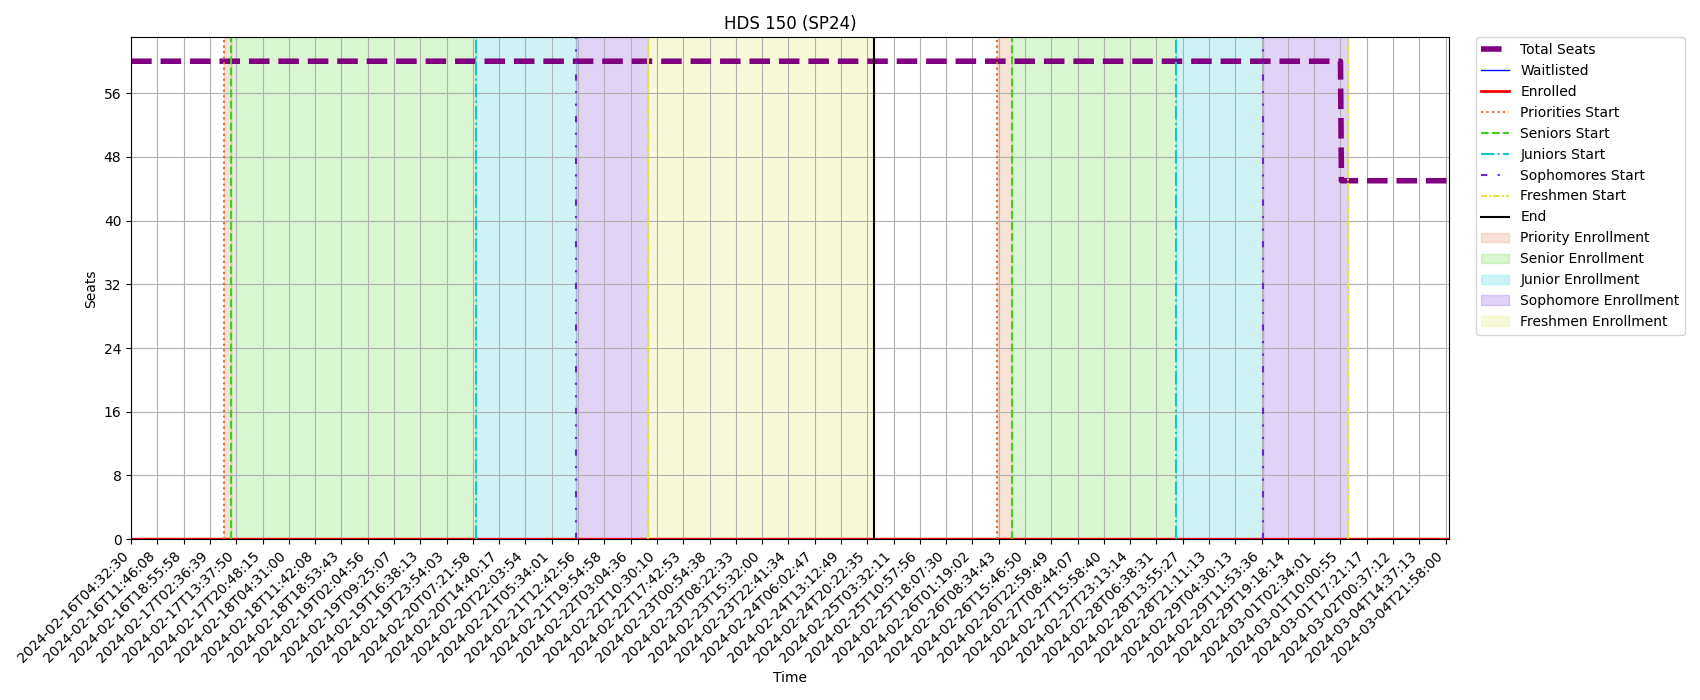 HDS 150 (SP24)
Total Seats
Waitlisted
Enrolled
Priorities Start
Seniors Start
Juniors Start
Sophomores Start
Freshmen Start
End
Priority Enrollment
Senior Enrollment
Junior Enrollment
Sophomore Enrollment
Freshmen Enrollment
Seats
56
48
40
32
24
16
8
0
2024-02-16T04:32:30
2024-02-16T11:46:08
2024-02-16T18:55:58
2024-02-17T02:36:39
2024-02-17T13:37:50
2024-02-17T20:48:15
2024-02-18T04:31:00
2024-02-18T11:42:08
2024-02-18T18:53:43
2024-02-19T02:04:56
2024-02-19T09:25:07
2024-02-19T16:38:13
2024-02-19T23:54:03
2024-02-20T07:21:58
2024-02-20T14:40:17
2024-02-20T22:03:54
2024-02-21T05:34:01
2024-02-21T12:42:56
2024-02-21T19:54:58
2024-02-22T03:04:36
2024-02-22T10:30:10
2024-02-22T17:42:53
2024-02-23T00:54:38
2024-02-23T08:22:33
2024-02-23T15:32:00
2024-02-23T22:41:34
2024-02-24T06:02:47
2024-02-24T13:12:49
2024-02-24T20:22:35
2024-02-25T03:32:11
2024-02-25T10:57:56
2024-02-25T18:07:30
2024-02-26T01:19:02
2024-02-26T08:34:43
2024-02-26T15:46:50
2024-02-26T22:59:49
2024-02-27T08:44:07
2024-02-27T15:58:40
2024-02-27T23:13:14
2024-02-28T06:38:31
2024-02-28T13:55:27
2024-02-28T21:11:13
2024-02-29T04:30:13
2024-02-29T11:53:36
2024-02-29T19:18:14
2024-03-01T02:34:01
2024-03-01T10:00:55
2024-03-01T17:21:17
2024-03-02T00:37:12
2024-03-04T14:37:13
2024-03-04T21:58:00
Time